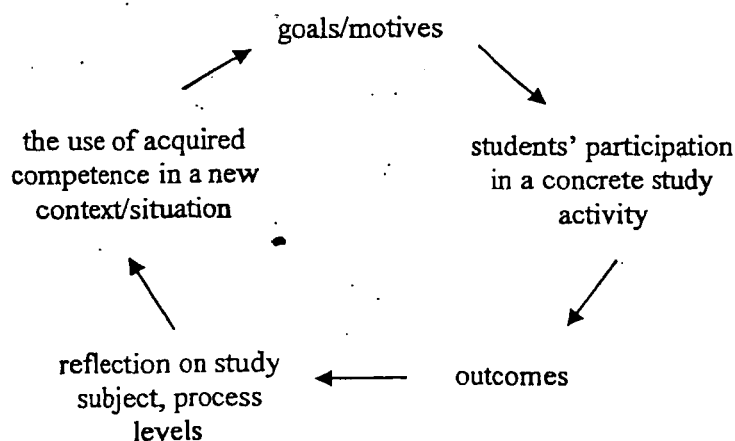 goals/motives
students' participation
in a concrete study
activity
outcomes
reflection on study
subject, process
levels
the use of acquired
competence in a new
context/situation